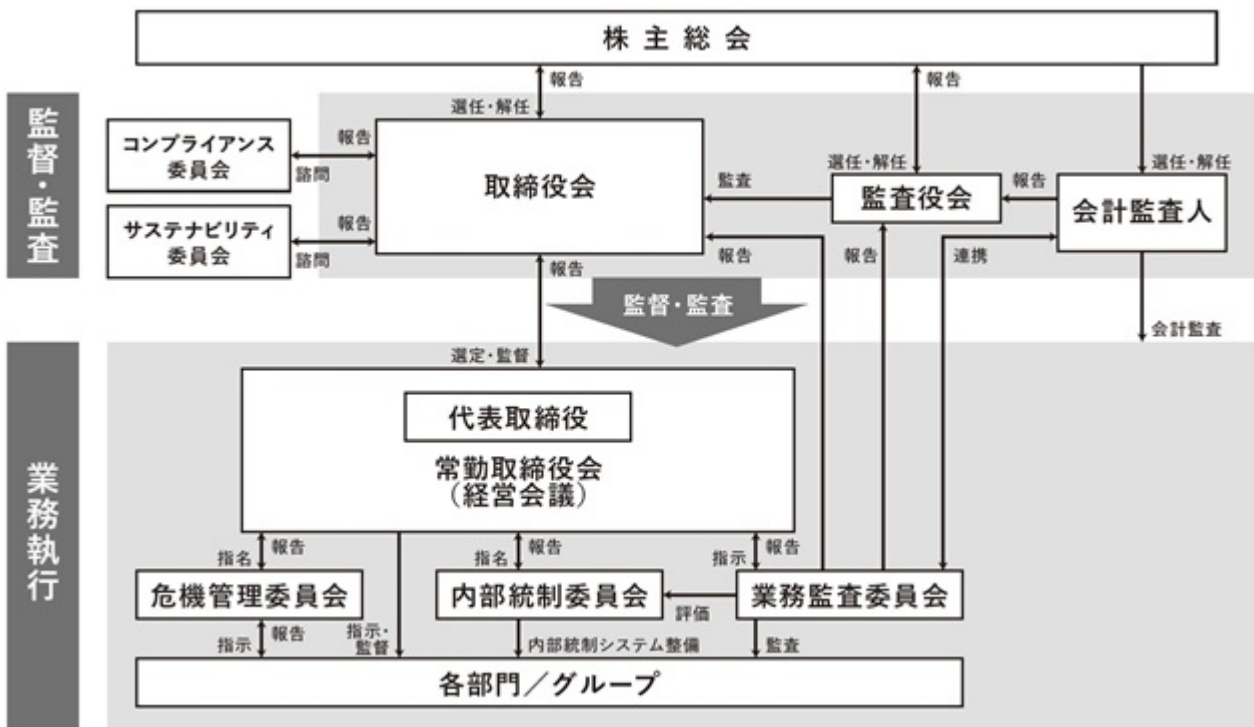 株主総会
報告
報告
選任・解任
監督・監査
コンプライアンス
委員会
報告
諮問
取締役会
選任・解任
選任・解任
監査
監査役会
報告
会計監査人
サステナビリティ
委員会
報告
諮問
報告
報告
報告
連携
監督・監査
会計監査
選定・監督
業務執行
代表取締役
常勤取締役会
（経営会議）
報告
指名
報告
指名
報告
指示
危機管理委員会
内部統制委員会
業務監査委員会
評価
報告
指示
指示・
監督
内部統制システム整備
監査
各部門／グループ